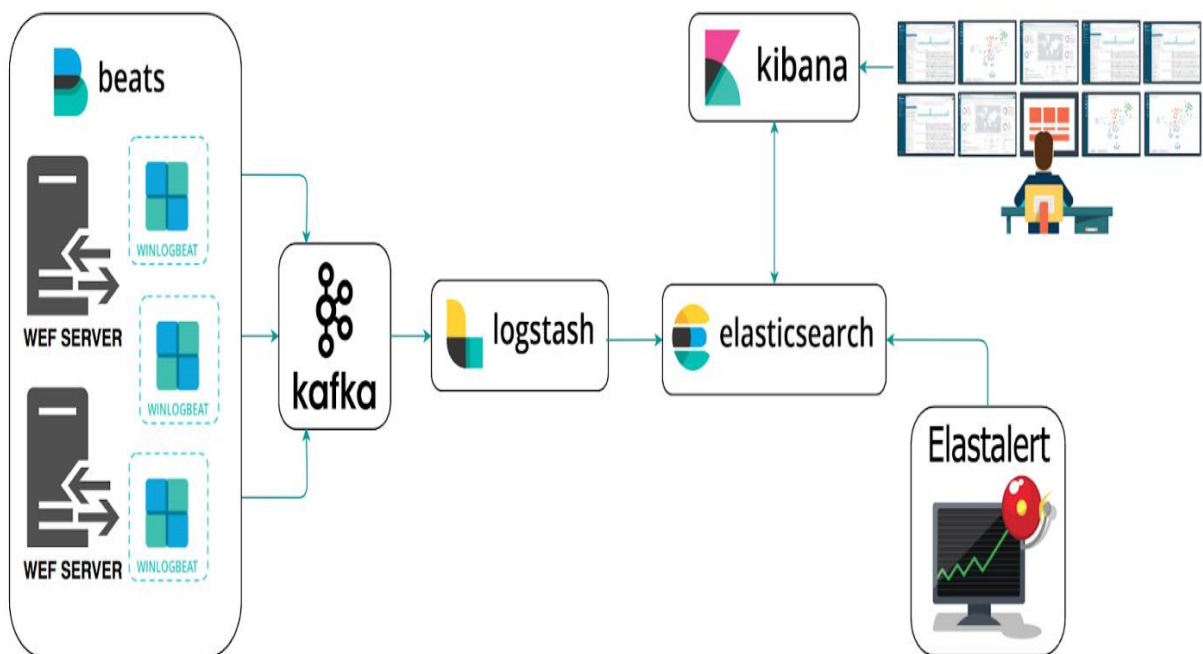 beats
WINLOGBEAT
WEF SERVER
WINLOGBEAT
WEF SERVER
WINLOGBEAT
kafka
logstash
elasticsearch
kibana
Elastalert